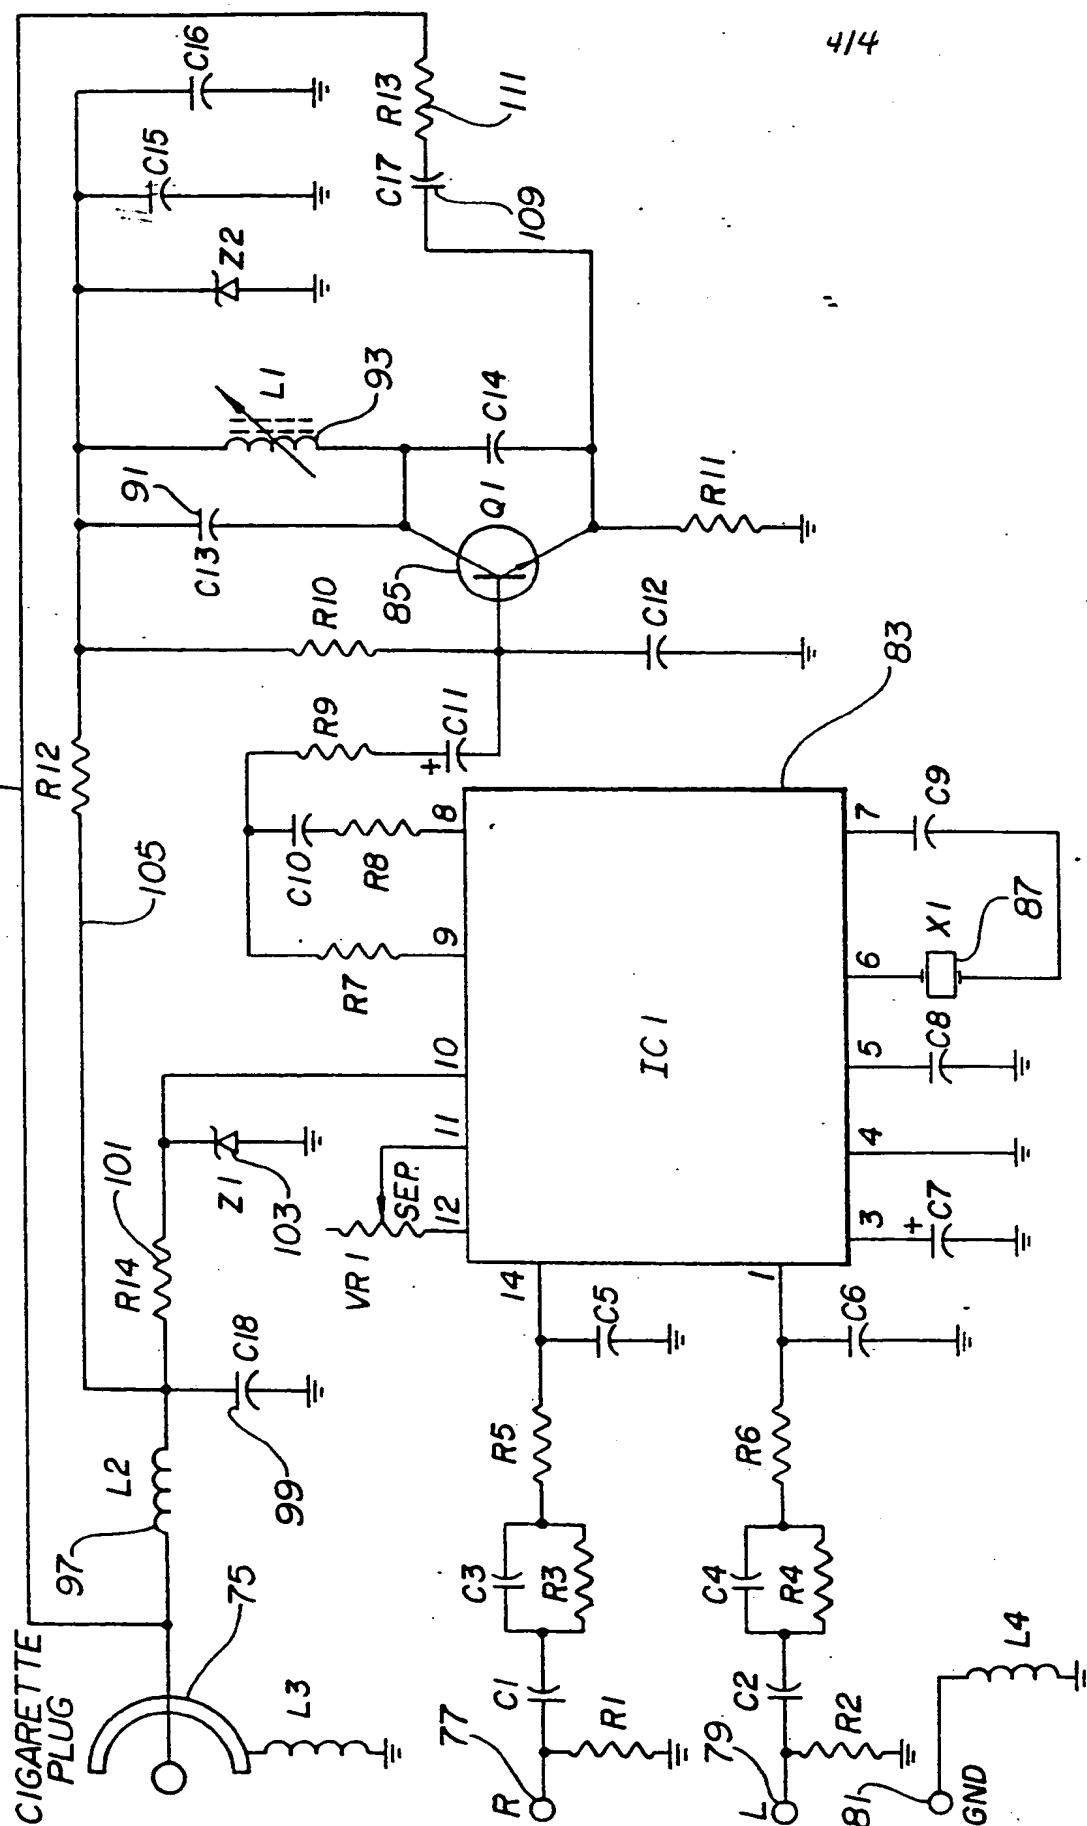 4/4
CIGARETTE
PLUG
75
L3
97
L2
99
C18
R14
101
105
Z1
103
R12
R10
C13
91
L1
93
Z2
C15
C16
C17
109
R13
111
C14
Q1
85
R11
C12
R9
C11
C10
R8
R7
VR1
SEP.
12
11
10
9
8
83
IC1
14
1
3
4
5
6
7
C7
C8
X1
87
C9
R
77
R1
C1
C3
R3
R5
C5
L
79
R2
C2
C4
R4
R6
C6
81
GND
L4